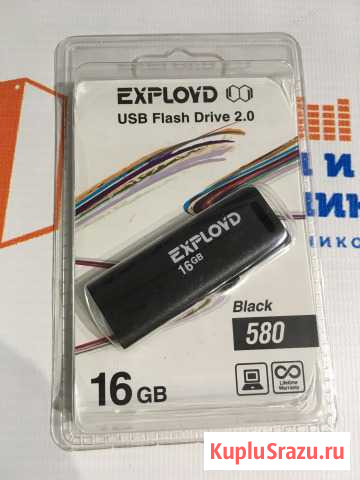 EXPLOYD
USB Flash Drive 2.0
EXPLOYD
16GB
Black
580
16 GB
Lifetime
Warranty
KupluSrazu.ru